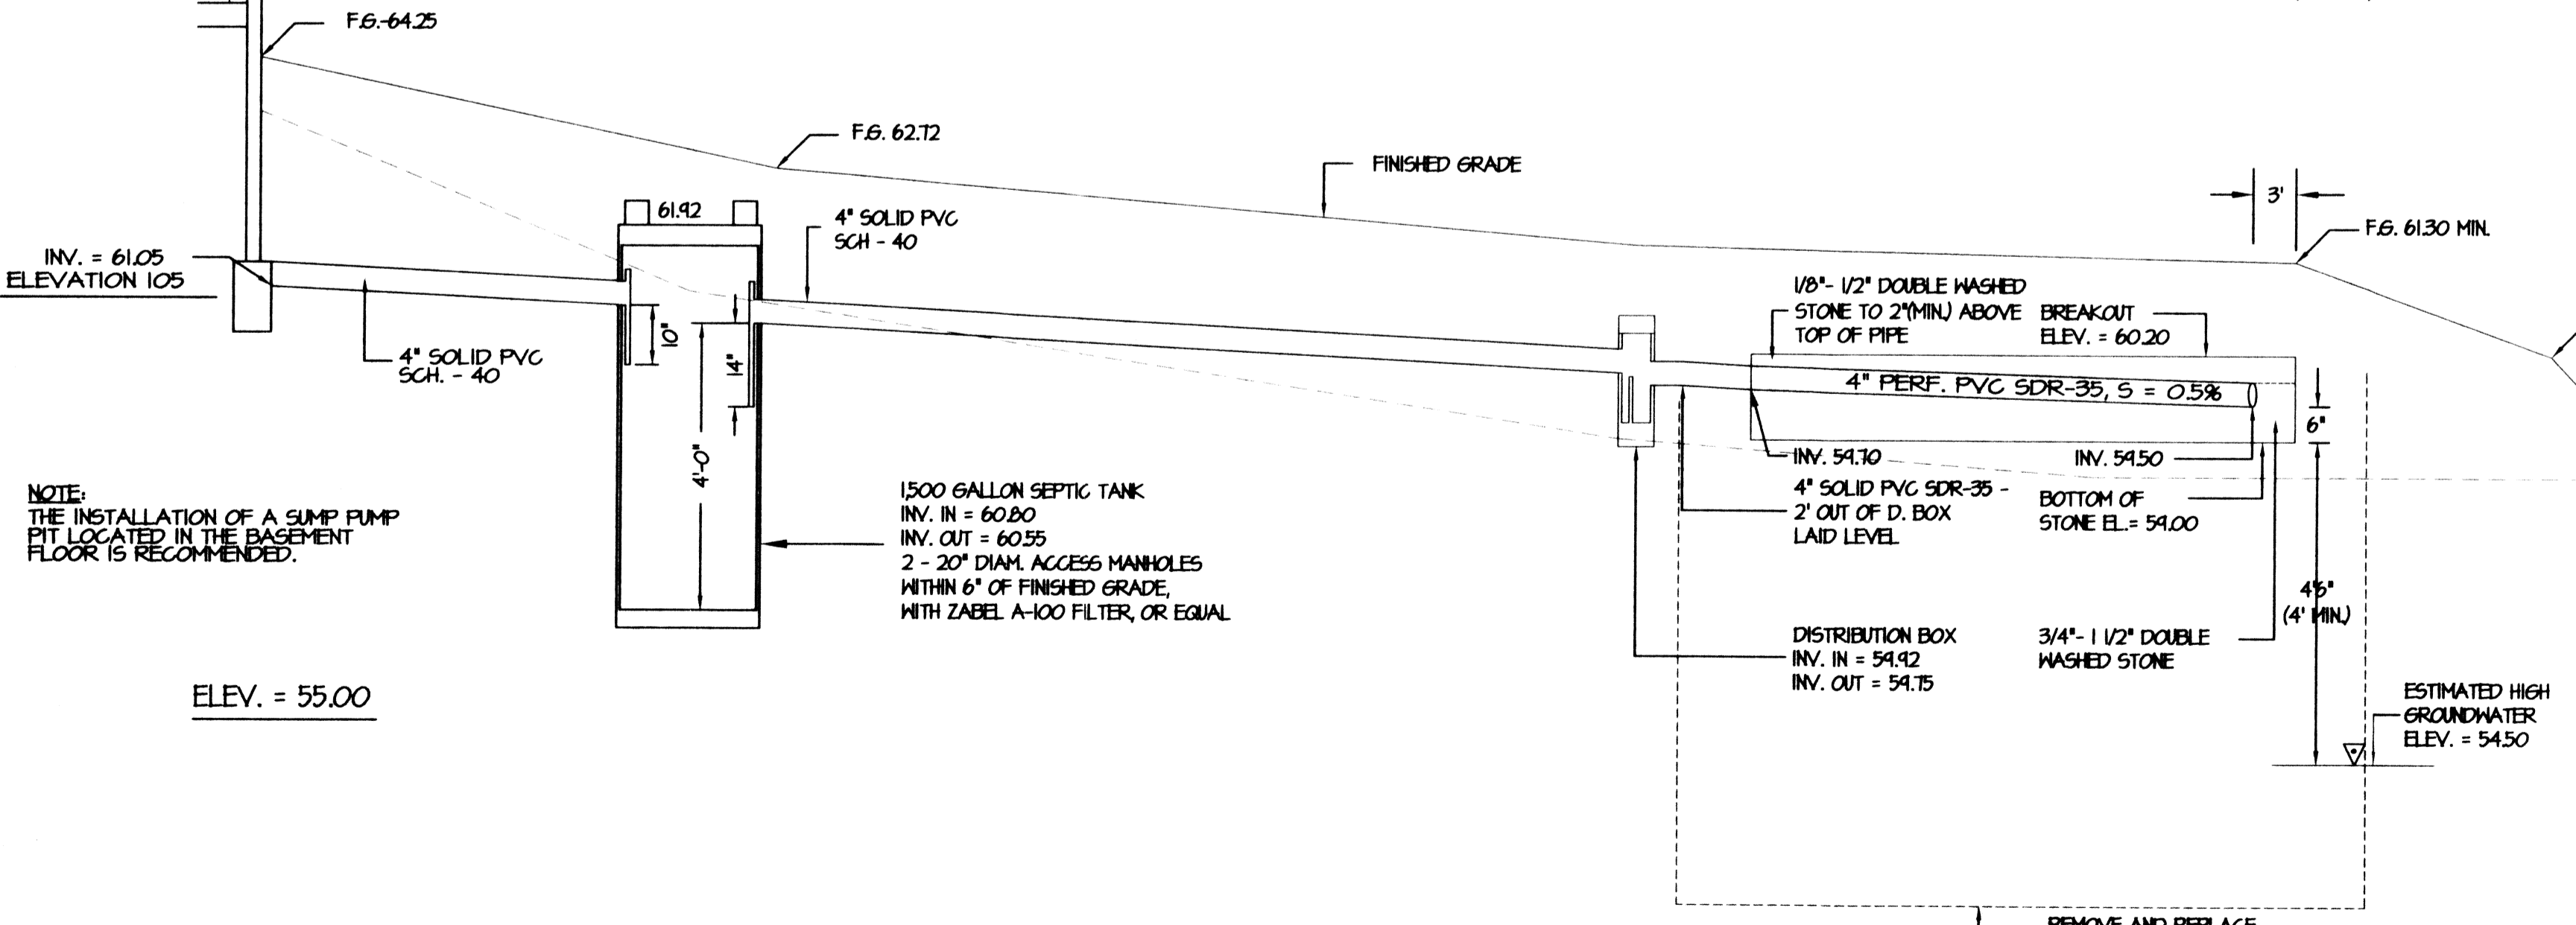 F.G.-64.25
F.G. 62.72
FINISHED GRADE
3'
F.G. 61.30 MIN.
61.92
4" SOLID PVC
SCH - 40
INV. = 61.05
ELEVATION 105
4" SOLID PVC
SCH. - 40
10"
14"
4'-0"
1/8"- 1/2" DOUBLE WASHED
STONE TO 2"(MIN.) ABOVE
TOP OF PIPE
BREAKOUT
ELEV. = 60.20
4" PERF. PVC SDR-35, S = 0.5%
6"
INV. 59.70
INV. 59.50
4" SOLID PVC SDR-35 -
2' OUT OF D. BOX
LAID LEVEL
BOTTOM OF
STONE EL.= 59.00
NOTE:
THE INSTALLATION OF A SUMP PUMP
PIT LOCATED IN THE BASEMENT
FLOOR IS RECOMMENDED.
1,500 GALLON SEPTIC TANK
INV. IN = 60.80
INV. OUT = 60.55
2 - 20" DIAM. ACCESS MANHOLES
WITHIN 6" OF FINISHED GRADE,
WITH ZABEL A-100 FILTER, OR EQUAL
4'6"
(4' MIN.)
DISTRIBUTION BOX
INV. IN = 59.92
INV. OUT = 59.75
3/4"- 1 1/2" DOUBLE
WASHED STONE
ELEV. = 55.00
ESTIMATED HIGH
GROUNDWATER
ELEV. = 54.50
REMOVE AND REPLACE